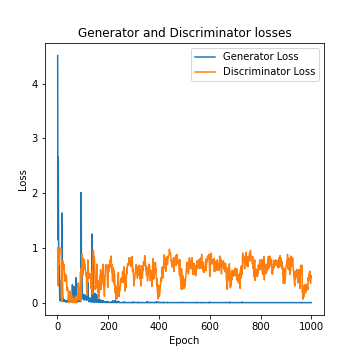 Generator and Discriminator losses
Generator Loss
Discriminator Loss
Loss
4
3
2
1
0
0
200
400
600
800
1000
Epoch